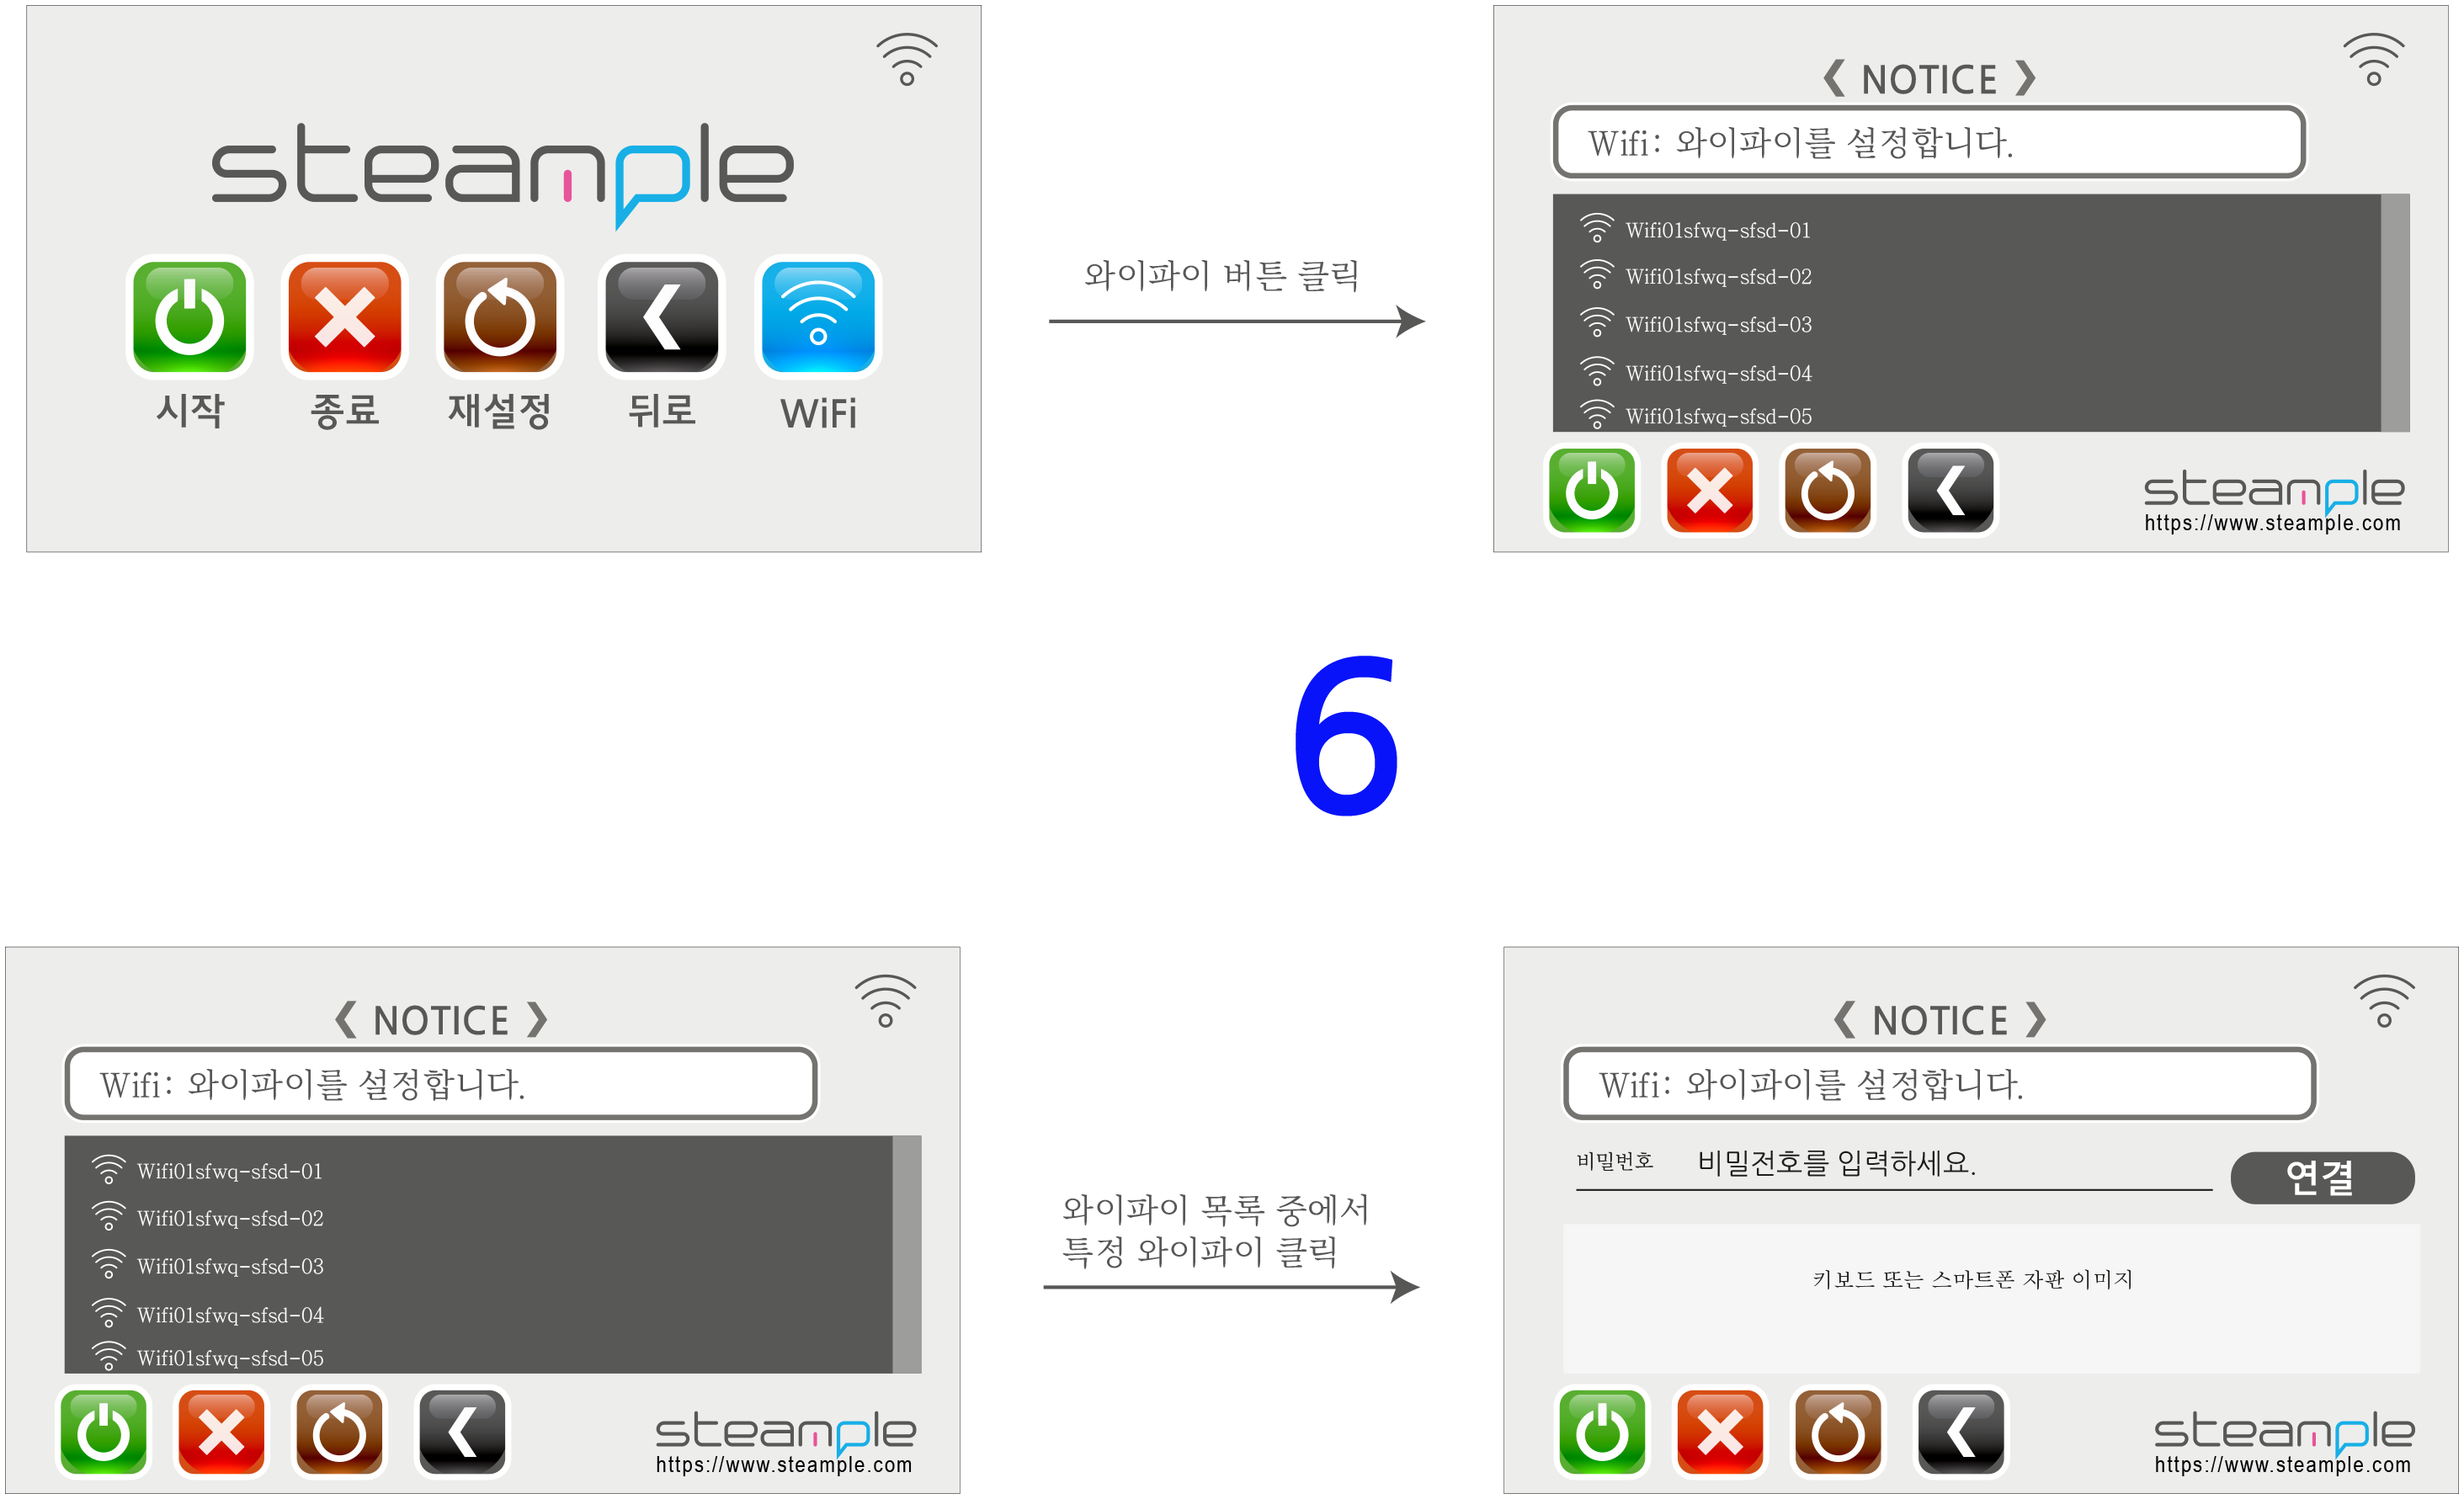 steample
시작 종료 재설정 뒤로 WiFi
와이파이 버튼 클릭
❮ NOTICE ❯
Wifi: 와이파이를 설정합니다.
Wifi01sfwq-sfsd-01
Wifi01sfwq-sfsd-02
Wifi01sfwq-sfsd-03
Wifi01sfwq-sfsd-04
Wifi01sfwq-sfsd-05
steample
https://www.steample.com
6
❮ NOTICE ❯
Wifi: 와이파이를 설정합니다.
Wifi01sfwq-sfsd-01
Wifi01sfwq-sfsd-02
Wifi01sfwq-sfsd-03
Wifi01sfwq-sfsd-04
Wifi01sfwq-sfsd-05
steample
https://www.steample.com
와이파이 목록 중에서
특정 와이파이 클릭
❮ NOTICE ❯
Wifi: 와이파이를 설정합니다.
비밀번호 비밀전호를 입력하세요. 연결
키보드 또는 스마트폰 자판 이미지
steample
https://www.steample.com